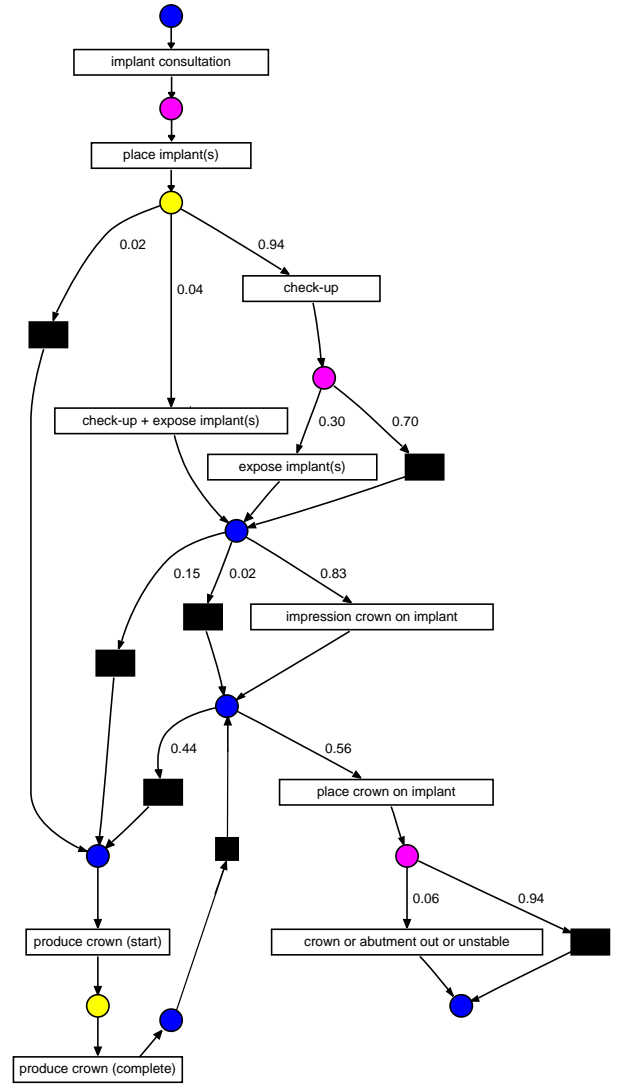 implant consultation
place implant(s)
0.02
0.94
0.04
check-up
check-up + expose implant(s)
0.30
0.70
expose implant(s)
0.15
0.02
0.83
impression crown on implant
0.44
0.56
place crown on implant
0.06
0.94
produce crown (start)
crown or abutment out or unstable
produce crown (complete)